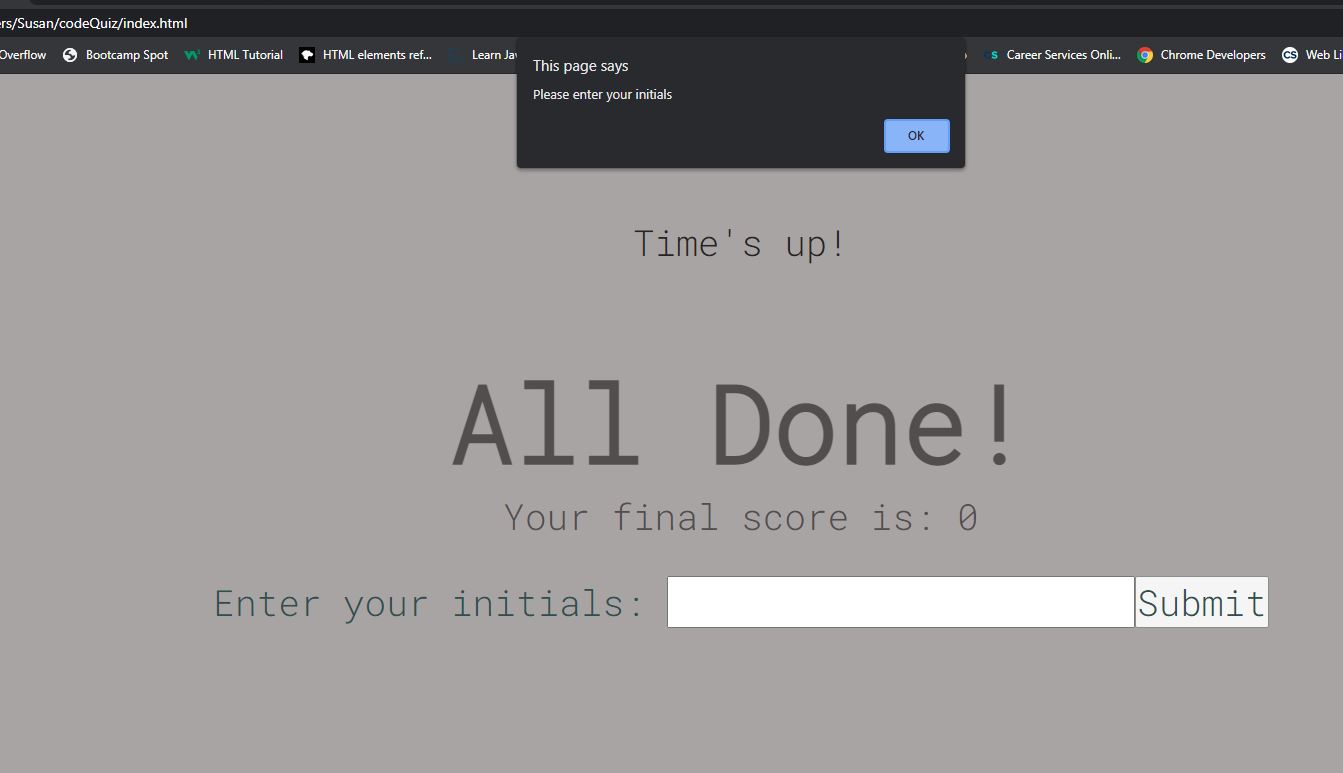 ers/Susan/codeQuiz/index.html
Overflow Bootcamp Spot HTML Tutorial HTML elements ref... Learn Jav CS Career Services Onli... Chrome Developers CS Web Li
This page says
Please enter your initials
OK
Time's up!
All Done!
Your final score is: 0
Enter your initials: Submit